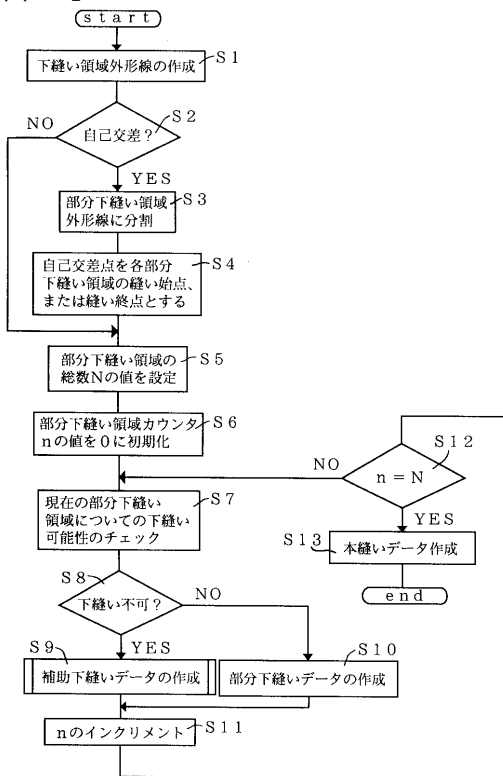 start
下縫い領域外形線の作成
S1
自己交差？
S2
NO
YES
部分下縫い領域
外形線に分割
S3
自己交差点を各部分
下縫い領域の縫い始点、
または縫い終点とする
S4
部分下縫い領域の
総数Nの値を設定
S5
部分下縫い領域カウンタ
nの値を0に初期化
S6
現在の部分下縫い
領域についての下縫い
可能性のチェック
S7
S8
下縫い不可？
NO
YES
S9
補助下縫いデータの作成
S10
部分下縫いデータの作成
nのインクリメント
S11
S12
n=N
NO
YES
S13
本縫いデータ作成
end